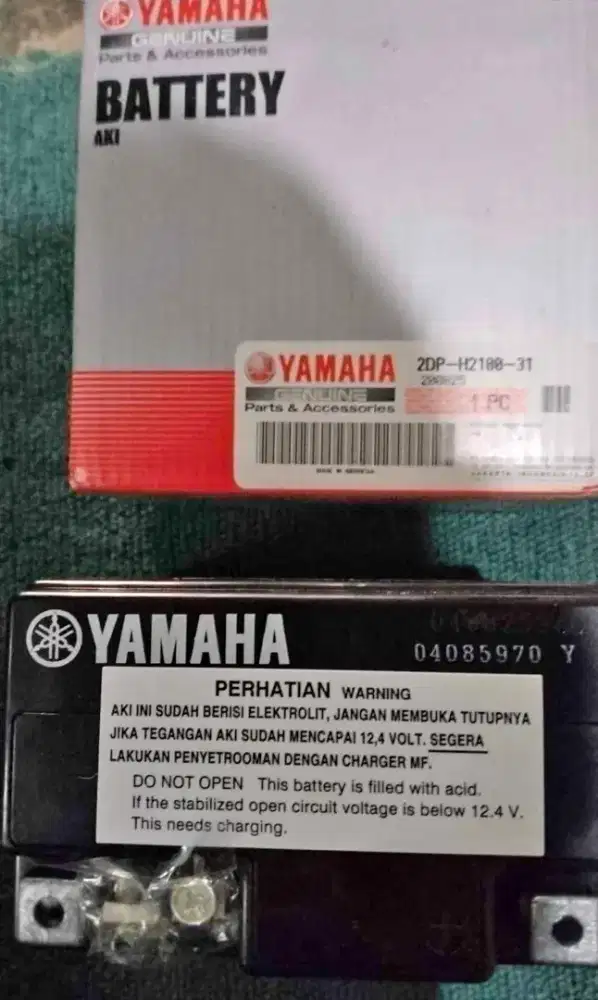 YAMAHA
GENUINE
Parts & Accessories
BATTERY
AKI
YAMAHA
GENUINE
Parts & Accessories
2DP-H2100-31
1 PC
YAMAHA
04085970 Y
PERHATIAN WARNING
AKI INI SUDAH BERISI ELEKTROLIT, JANGAN MEMBUKA TUTUPNYA
JIKA TEGANGAN AKI SUDAH MENCAPAI 12,4 VOLT. SEGERA
LAKUKAN PENYETROOMAN DENGAN CHARGER MF.
DO NOT OPEN This battery is filled with acid.
If the stabilized open circuit voltage is below 12.4 V.
This needs charging.